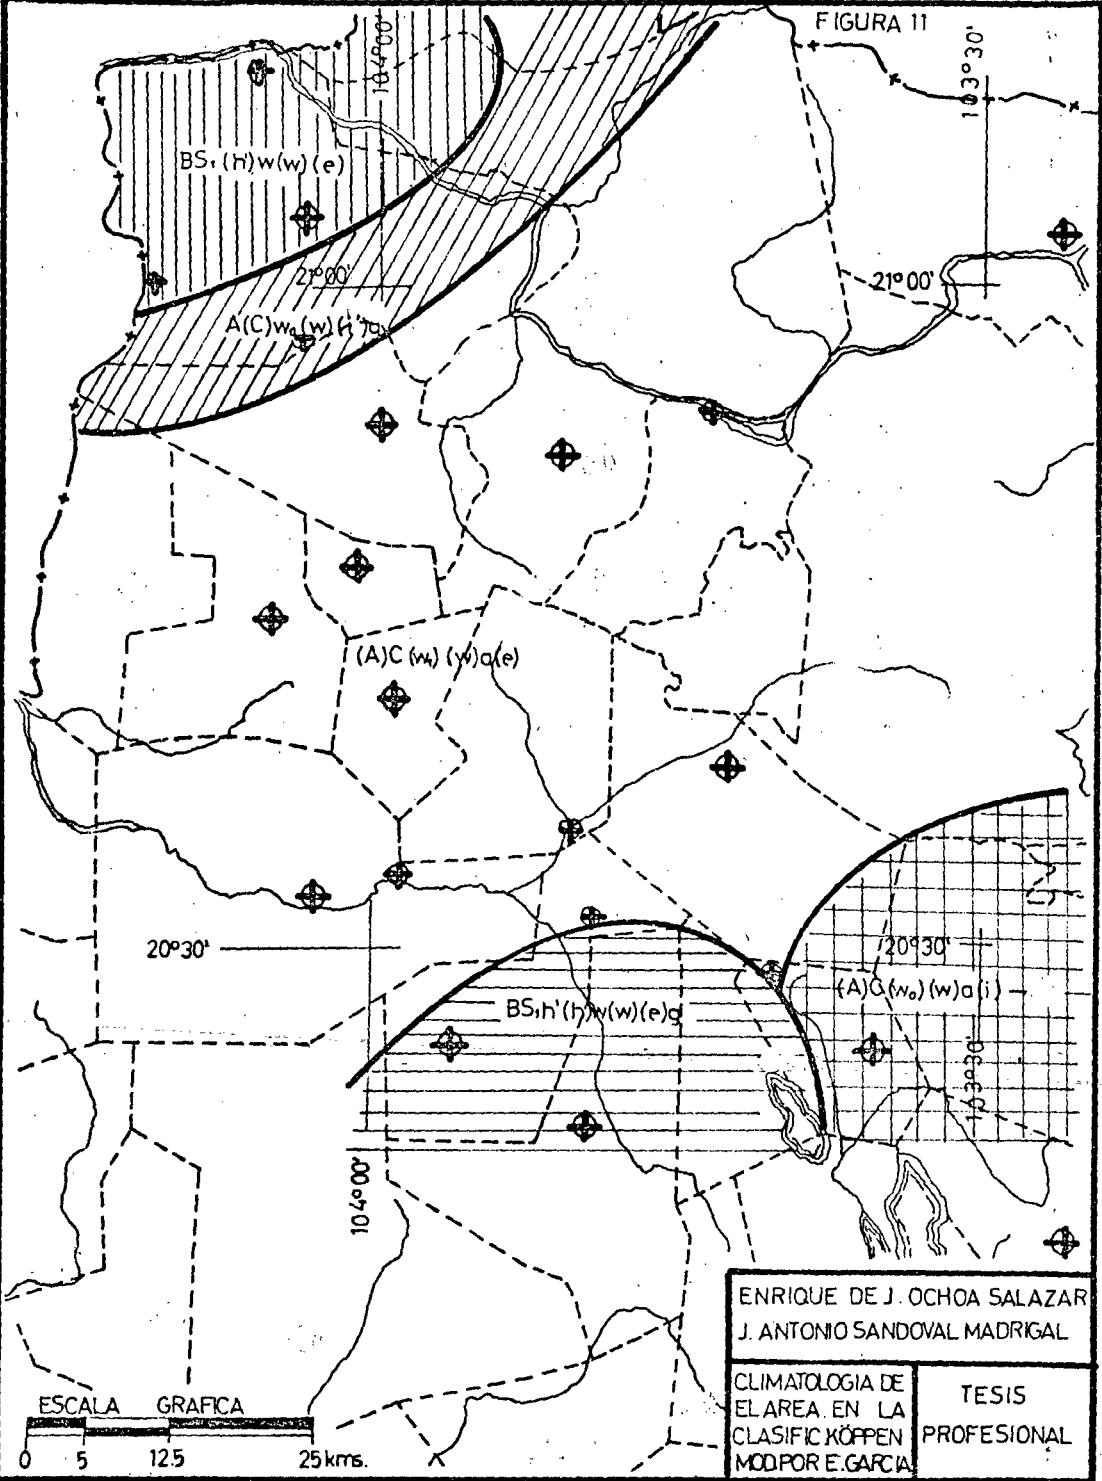 FIGURA 11
104°00'
103°30'
BS₁(h')w(w)(e)
21°00'
21°00'
A(C)w₀(w)(h')a
(A)C(w₁)(w)a(e)
20°30'
20°30'
(A)C(w₀)(w)a(i)
BS₁h'(h)w(w)(e)g
103°30'
104°00'
ENRIQUE DE J. OCHOA SALAZAR
J. ANTONIO SANDOVAL MADRIGAL
CLIMATOLOGIA DE
EL AREA. EN LA
CLASIFIC. KÖPPEN
MOD.POR E.GARCIA
TESIS
PROFESIONAL
ESCALA GRAFICA
0 5 12.5 25 kms.